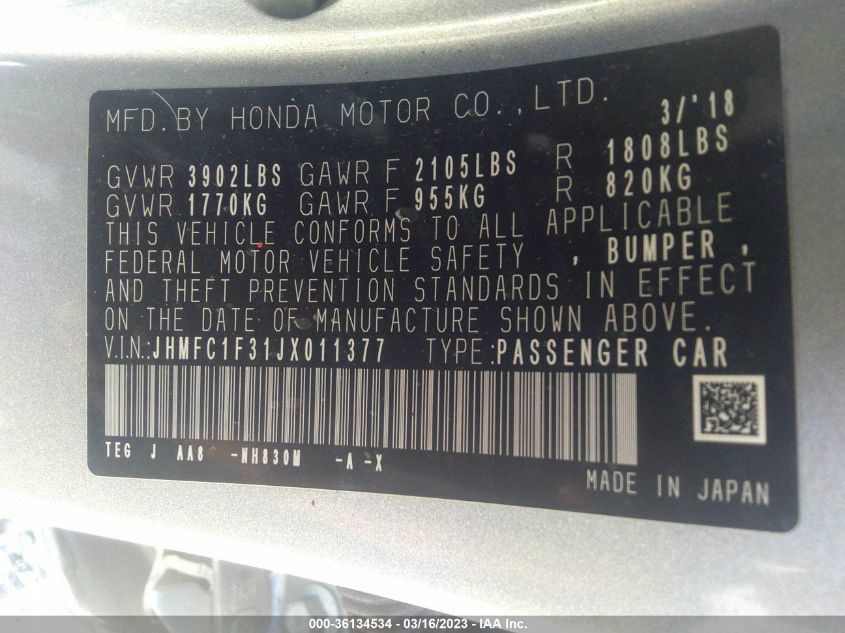 MFD. BY HONDA MOTOR CO., LTD. 3/'18
GVWR 3902LBS GAWR F 2105LBS R 1808LBS
GVWR 1770KG GAWR F 955KG R 820KG
THIS VEHICLE CONFORMS TO ALL APPLICABLE
FEDERAL MOTOR VEHICLE SAFETY , BUMPER ,
AND THEFT PREVENTION STANDARDS IN EFFECT
ON THE DATE OF MANUFACTURE SHOWN ABOVE.
V.I.N.:JHMFC1F31JX011377 TYPE:PASSENGER CAR
TEG J AA8 -NH830M -A -X
MADE IN JAPAN
000-36134534 - 03/16/2023 - IAA Inc.